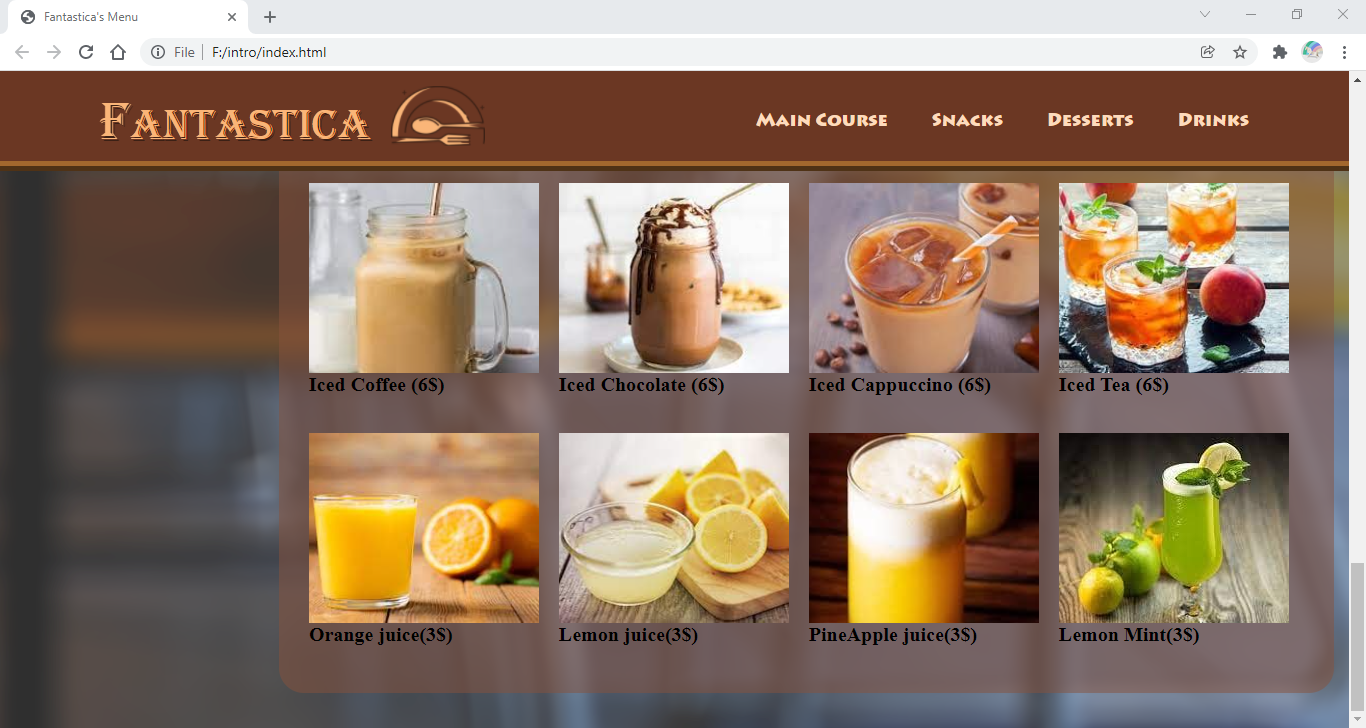 Fantastica's Menu
File
F:/intro/index.html
Fantastica
Main Course
Snacks
Desserts
Drinks
Iced Coffee (6$)
Iced Chocolate (6$)
Iced Cappuccino (6$)
Iced Tea (6$)
Orange juice(3$)
Lemon juice(3$)
PineApple juice(3$)
Lemon Mint(3$)